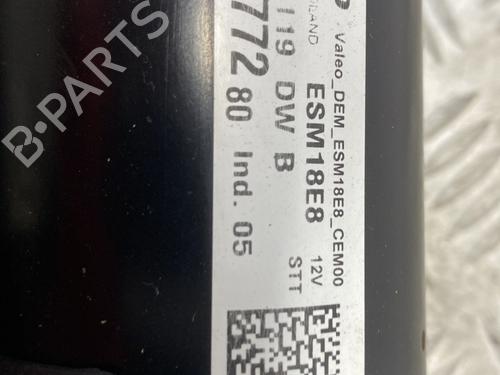 Valeo_DEM_ESM18E8_CEM00
ESM18E8 12V
STT
119 DW B
772
80 Ind. 05
B-PARTS